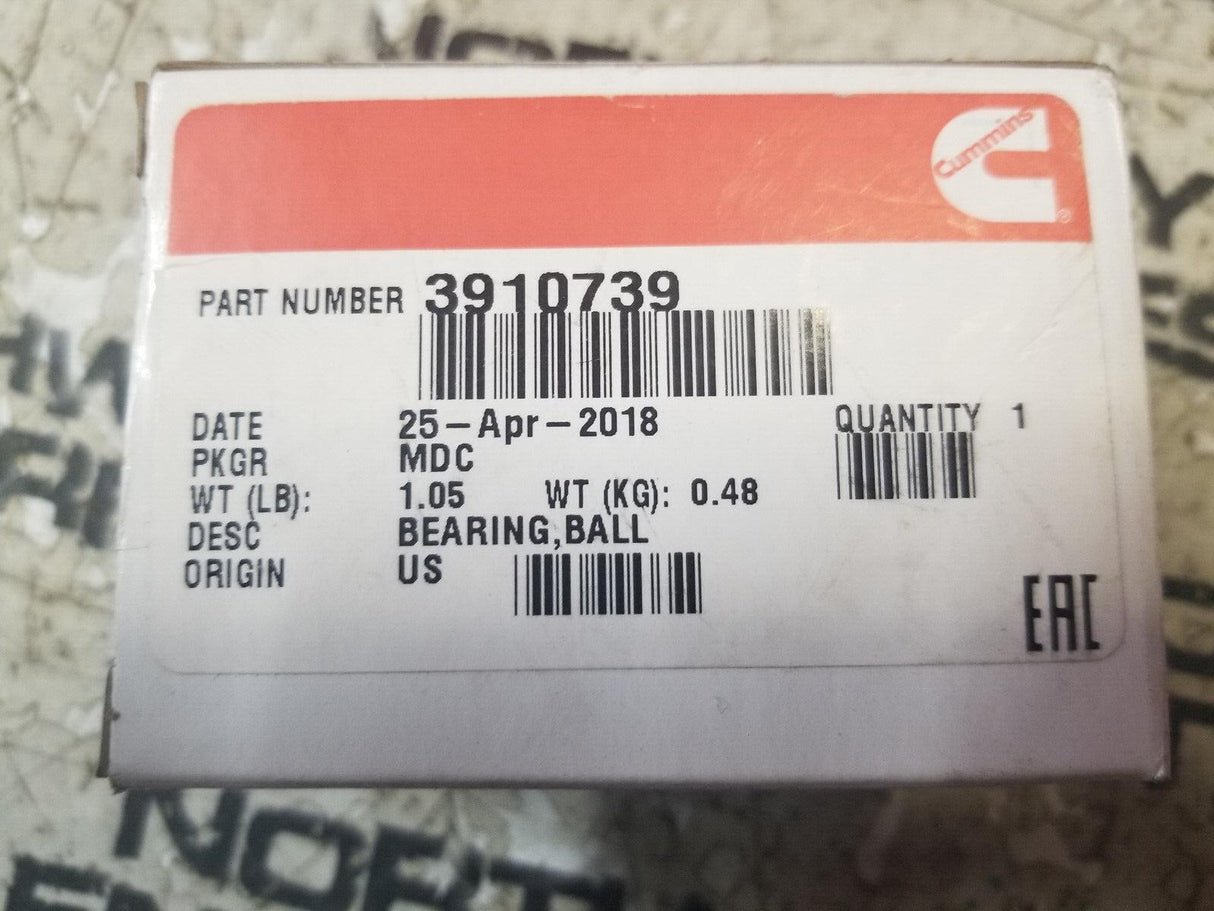 Cummins
®
PART NUMBER 3910739
DATE 25-Apr-2018 QUANTITY 1
PKGR MDC
WT (LB): 1.05 WT (KG): 0.48
DESC BEARING,BALL
ORIGIN US
EAC